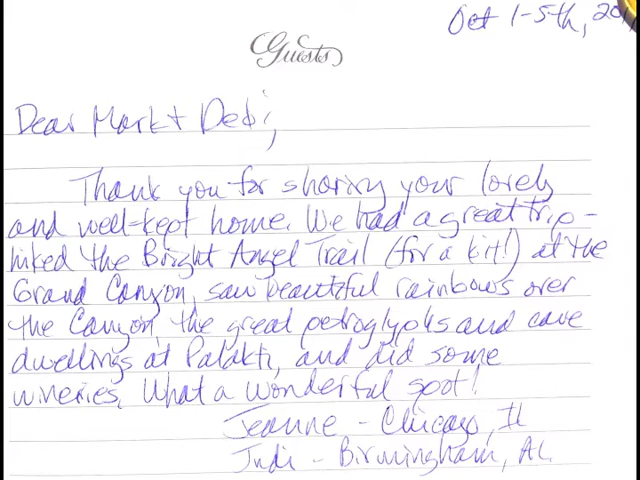 Oct 1-5th, 201
Guests
Dear Mark + Debi,
Thank you for sharing your lovely
and well-kept home. We had a great trip -
hiked the Bright Angel Trail (for a bit!) at the
Grand Canyon, saw beautiful rainbows over
the Canyon, the great petroglyphs and cave
dwellings at Palatki, and did some
wineries. What a wonderful spot!
Jeanne - Chicago, IL
Judi - Birmingham, AL